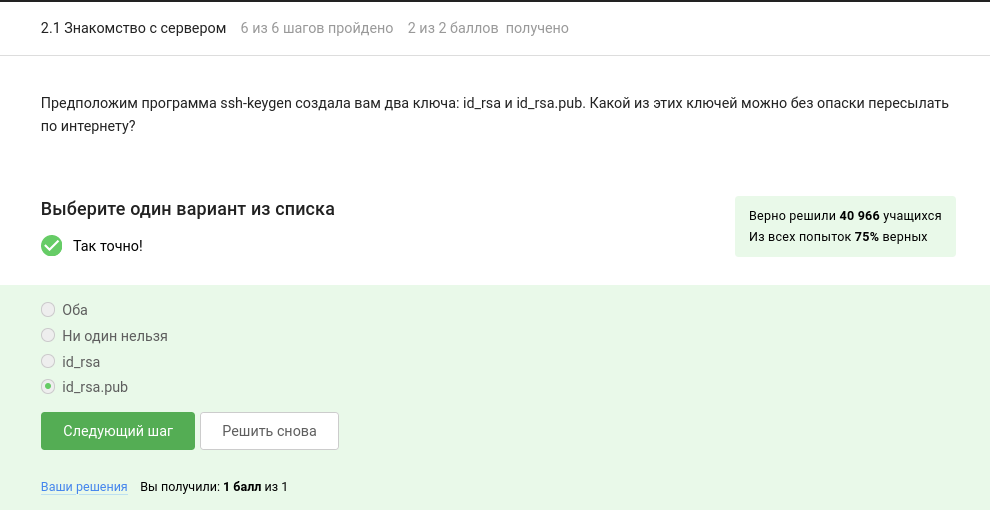 2.1 Знакомство с сервером 6 из 6 шагов пройдено 2 из 2 баллов получено
Предположим программа ssh-keygen создала вам два ключа: id_rsa и id_rsa.pub. Какой из этих ключей можно без опаски пересылать
по интернету?
Выберите один вариант из списка
Так точно!
Верно решили 40 966 учащихся
Из всех попыток 75% верных
Оба
Ни один нельзя
id_rsa
id_rsa.pub
Следующий шаг Решить снова
Ваши решения Вы получили: 1 балл из 1